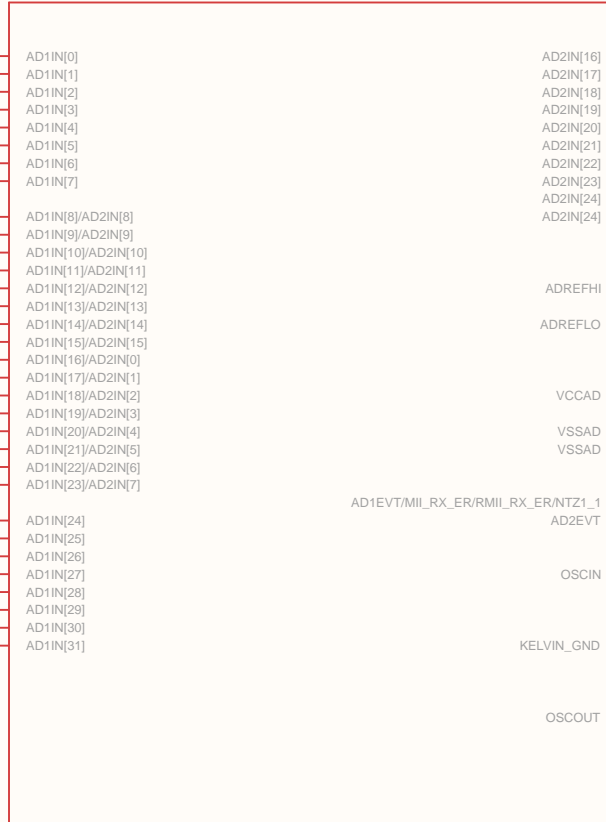 AD1IN[0]
AD1IN[1]
AD1IN[2]
AD1IN[3]
AD1IN[4]
AD1IN[5]
AD1IN[6]
AD1IN[7]
AD1IN[8]/AD2IN[8]
AD1IN[9]/AD2IN[9]
AD1IN[10]/AD2IN[10]
AD1IN[11]/AD2IN[11]
AD1IN[12]/AD2IN[12]
AD1IN[13]/AD2IN[13]
AD1IN[14]/AD2IN[14]
AD1IN[15]/AD2IN[15]
AD1IN[16]/AD2IN[0]
AD1IN[17]/AD2IN[1]
AD1IN[18]/AD2IN[2]
AD1IN[19]/AD2IN[3]
AD1IN[20]/AD2IN[4]
AD1IN[21]/AD2IN[5]
AD1IN[22]/AD2IN[6]
AD1IN[23]/AD2IN[7]
AD1IN[24]
AD1IN[25]
AD1IN[26]
AD1IN[27]
AD1IN[28]
AD1IN[29]
AD1IN[30]
AD1IN[31]
AD2IN[16]
AD2IN[17]
AD2IN[18]
AD2IN[19]
AD2IN[20]
AD2IN[21]
AD2IN[22]
AD2IN[23]
AD2IN[24]
AD2IN[24]
ADREFHI
ADREFLO
VCCAD
VSSAD
VSSAD
AD1EVT/MII_RX_ER/RMII_RX_ER/NTZ1_1
AD2EVT
OSCIN
KELVIN_GND
OSCOUT